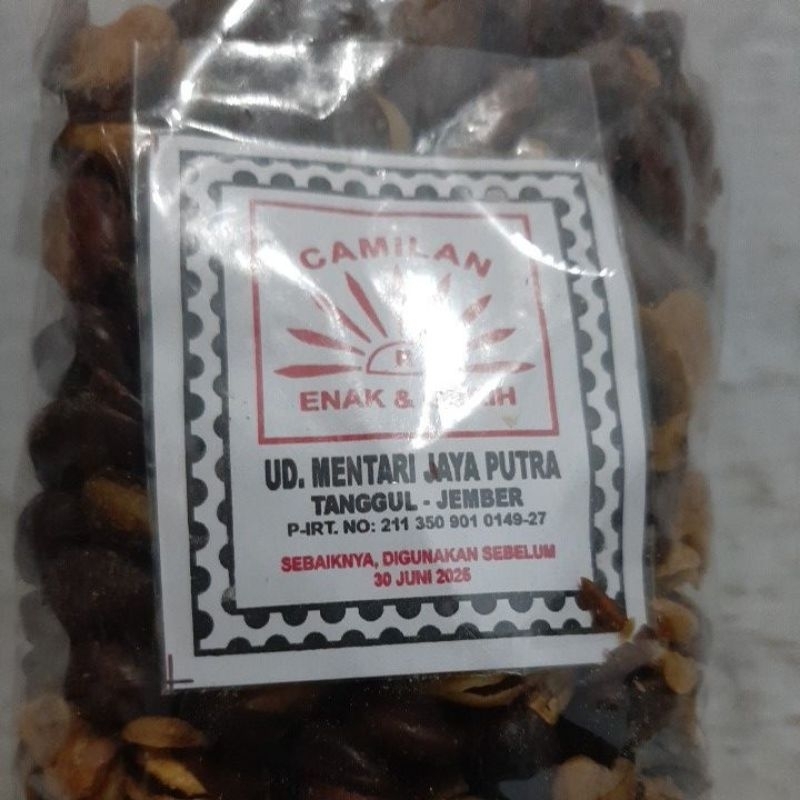 CAMILAN
ENAK &
UD. MENTARI JAYA PUTRA
TANGGUL - JEMBER
P-IRT. NO: 211 350 901 0149-27
SEBAIKNYA, DIGUNAKAN SEBELUM
30 JUNI